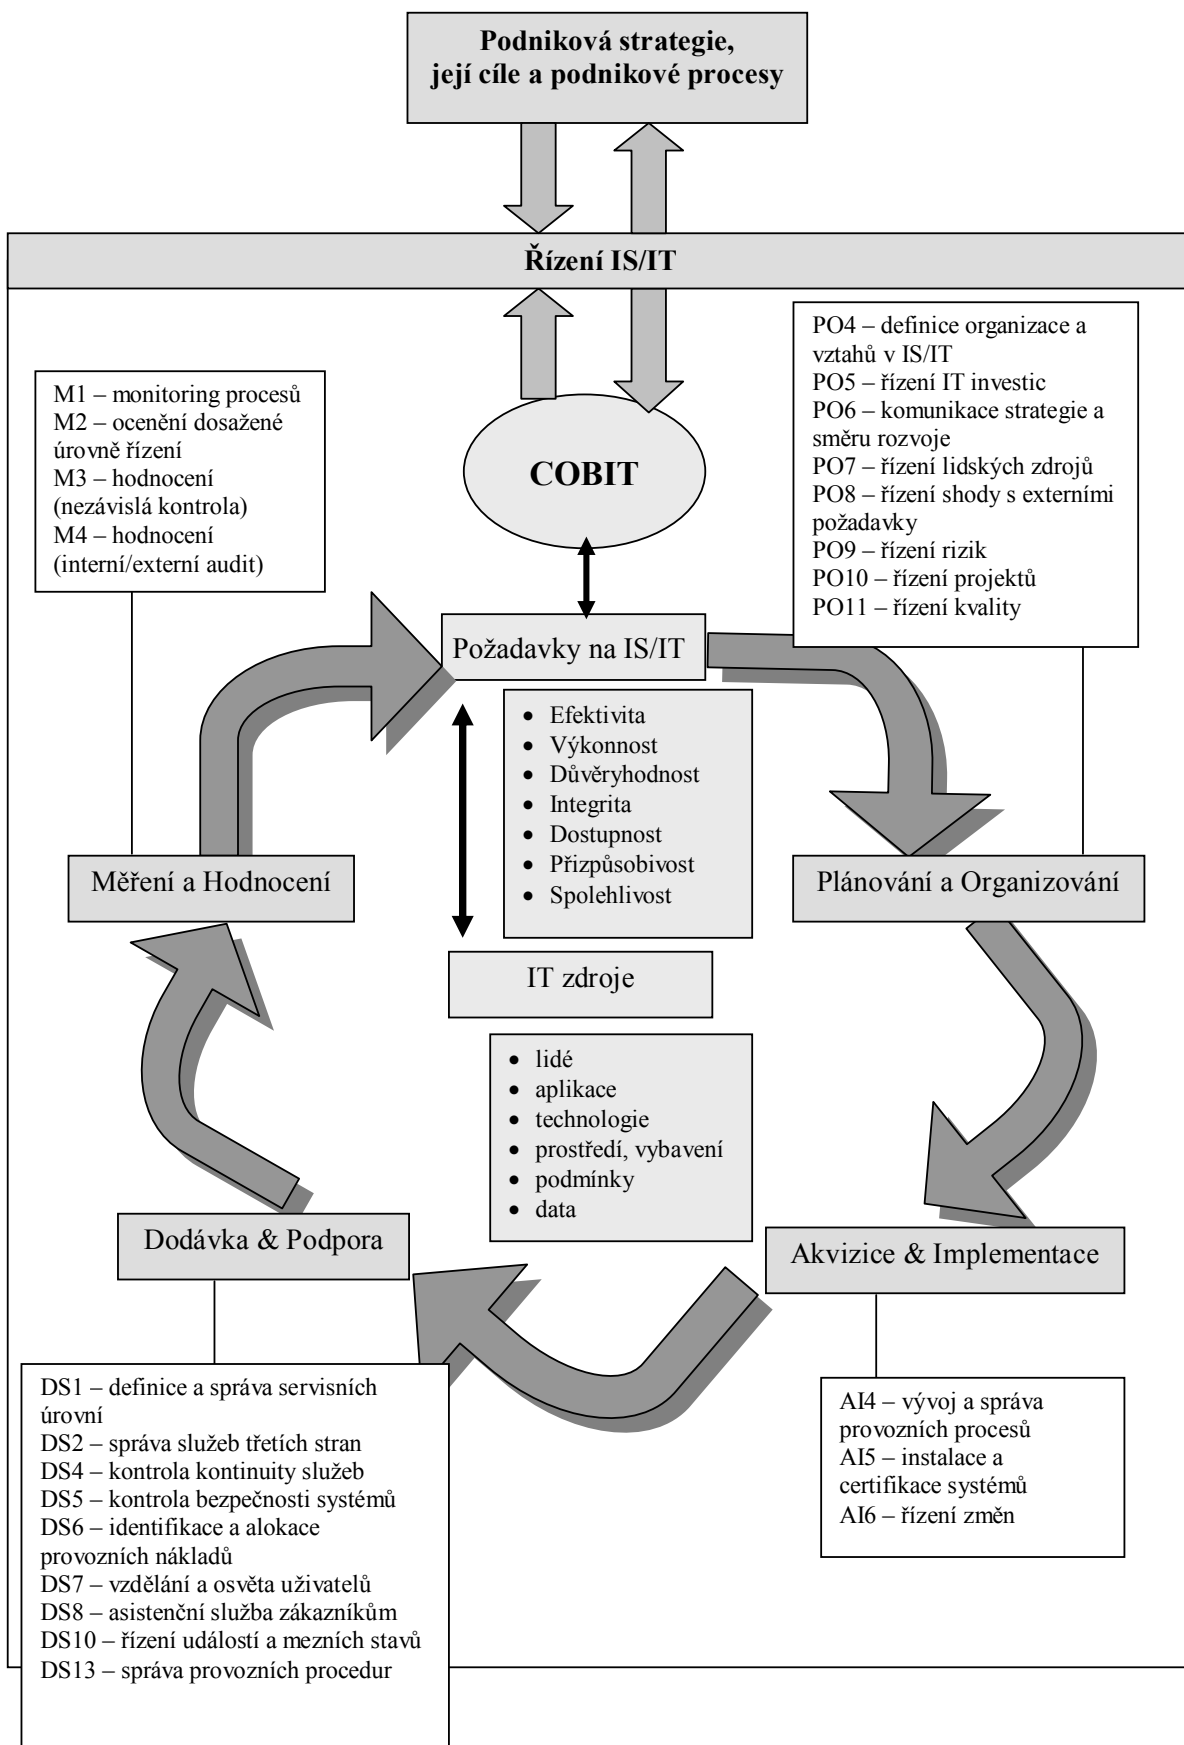 Podniková strategie,
její cíle a podnikové procesy
Řízení IS/IT
COBIT
M1 – monitoring procesů
M2 – ocenění dosažené
úrovně řízení
M3 – hodnocení
(nezávislá kontrola)
M4 – hodnocení
(interní/externí audit)
PO4 – definice organizace a
vztahů v IS/IT
PO5 – řízení IT investic
PO6 – komunikace strategie a
směru rozvoje
PO7 – řízení lidských zdrojů
PO8 – řízení shody s externími
požadavky
PO9 – řízení rizik
PO10 – řízení projektů
PO11 – řízení kvality
Požadavky na IS/IT
• Efektivita
• Výkonnost
• Důvěryhodnost
• Integrita
• Dostupnost
• Přizpůsobivost
• Spolehlivost
Měření a Hodnocení
Plánování a Organizování
IT zdroje
• lidé
• aplikace
• technologie
• prostředí, vybavení
• podmínky
• data
Dodávka & Podpora
Akvizice & Implementace
DS1 – definice a správa servisních
úrovní
DS2 – správa služeb třetích stran
DS4 – kontrola kontinuity služeb
DS5 – kontrola bezpečnosti systémů
DS6 – identifikace a alokace
provozních nákladů
DS7 – vzdělání a osvěta uživatelů
DS8 – asistenční služba zákazníkům
DS10 – řízení událostí a mezních stavů
DS13 – správa provozních procedur
AI4 – vývoj a správa
provozních procesů
AI5 – instalace a
certifikace systémů
AI6 – řízení změn